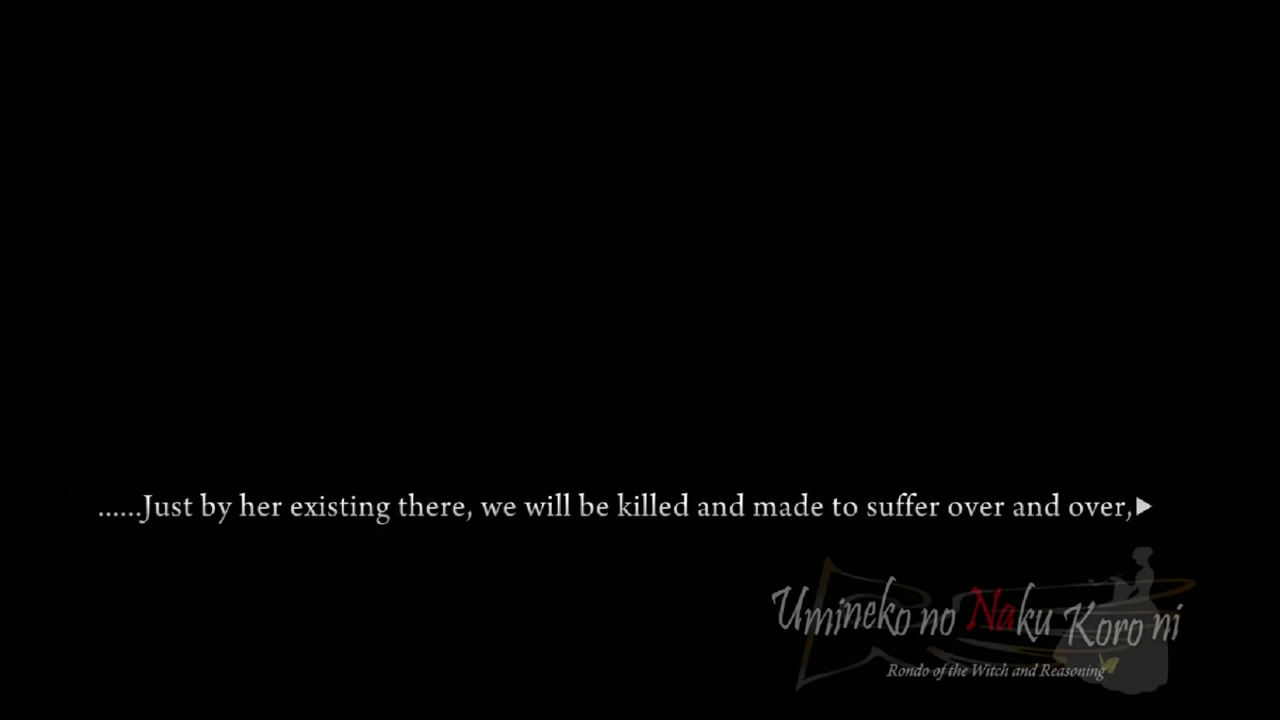 ......Just by her existing there, we will be killed and made to suffer over and over,
Umineko no Naku Koro ni
Rondo of the Witch and Reasoning